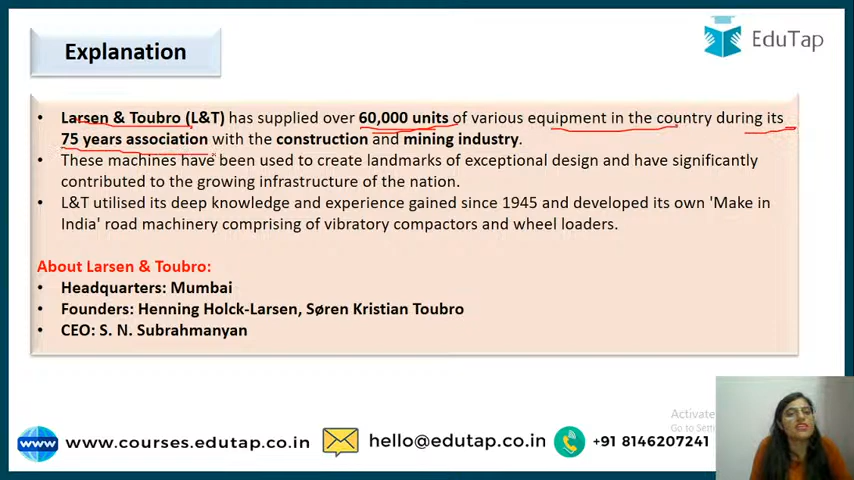 Explanation
EduTap
• Larsen & Toubro (L&T) has supplied over 60,000 units of various equipment in the country during its
75 years association with the construction and mining industry.
• These machines have been used to create landmarks of exceptional design and have significantly
contributed to the growing infrastructure of the nation.
• L&T utilised its deep knowledge and experience gained since 1945 and developed its own 'Make in
India' road machinery comprising of vibratory compactors and wheel loaders.
About Larsen & Toubro:
• Headquarters: Mumbai
• Founders: Henning Holck-Larsen, Søren Kristian Toubro
• CEO: S. N. Subrahmanyan
Activate
Go to Setti
www
www.courses.edutap.co.in
hello@edutap.co.in
+91 8146207241